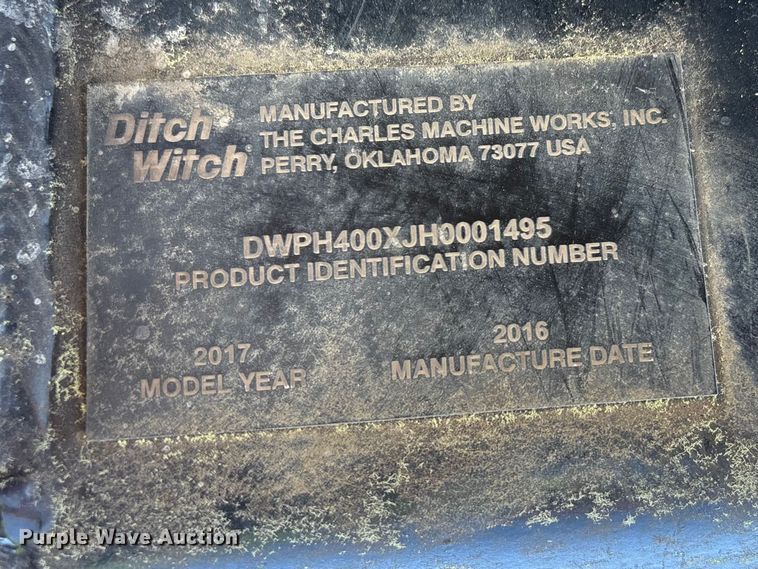 Ditch Witch®
MANUFACTURED BY
THE CHARLES MACHINE WORKS, INC.
PERRY, OKLAHOMA 73077 USA
DWPH400XJH0001495
PRODUCT IDENTIFICATION NUMBER
2017
MODEL YEAR
2016
MANUFACTURE DATE
Purple Wave Auction